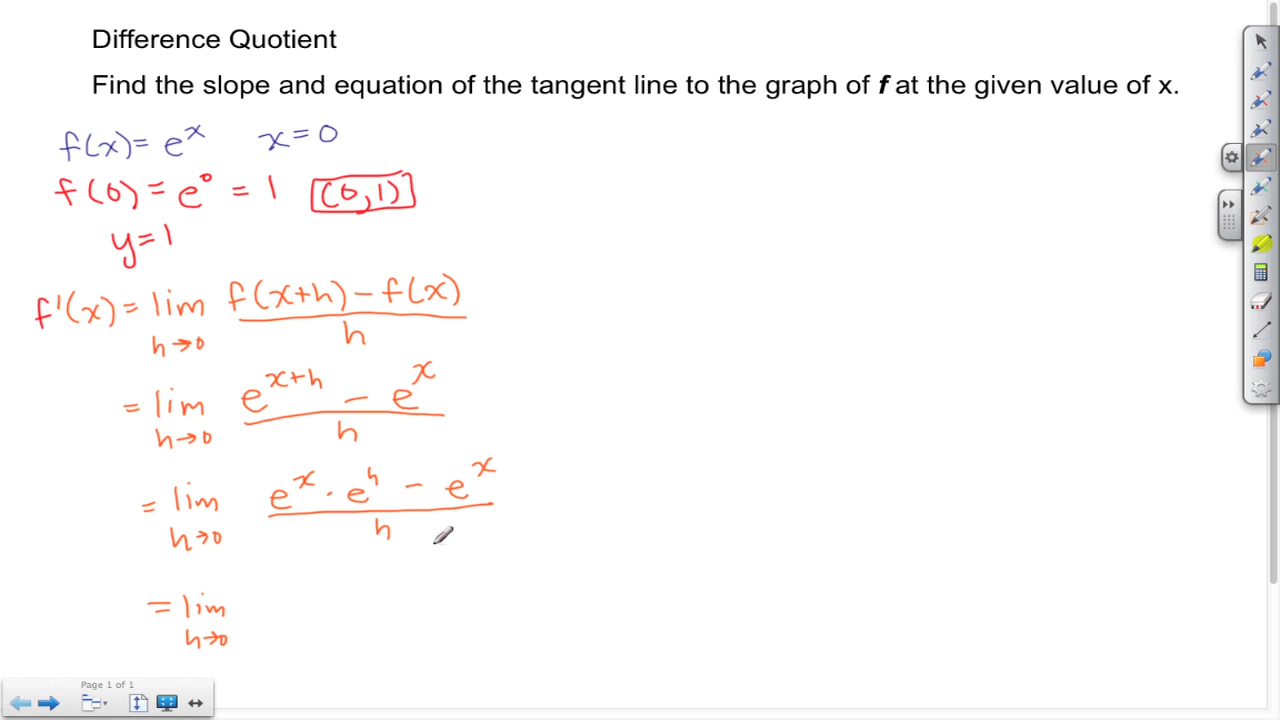 Difference Quotient
Find the slope and equation of the tangent line to the graph of f at the given value of x.
f(x) = e^x   x = 0
f(0) = e^0 = 1   (0,1)
y = 1
f'(x) = lim h→0 (f(x+h) − f(x)) / h
= lim h→0 (e^(x+h) − e^x) / h
= lim h→0 (e^x · e^h − e^x) / h
= lim h→0
Page 1 of 1